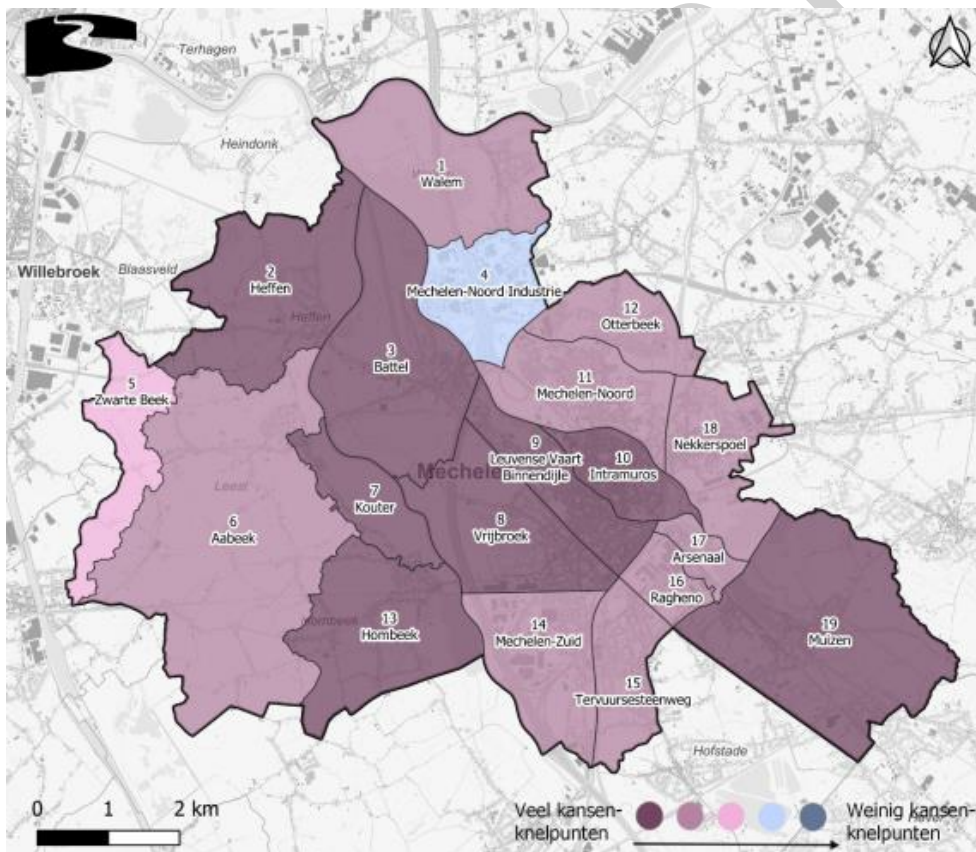 Terhagen
Heindonk
Willebroek
Blaasveld
1
Walem
2
Heffen
Heffen
3
Battel
4
Mechelen-Noord Industrie
5
Zwarte Beek
12
Otterbeek
11
Mechelen-Noord
18
Nekkerspoel
9
Leuvense Vaart
Binnendijle
10
Intramuros
Mechele
Leest
6
Aabeek
7
Kouter
8
Vrijbroek
17
Arsenaal
16
Ragheno
13
Hombeek
Hombeek
14
Mechelen-Zuid
15
Tervuursesteenweg
19
Muizen
Hofstade
0 1 2 km
Veel kansen-
knelpunten
Weinig kansen-
knelpunten